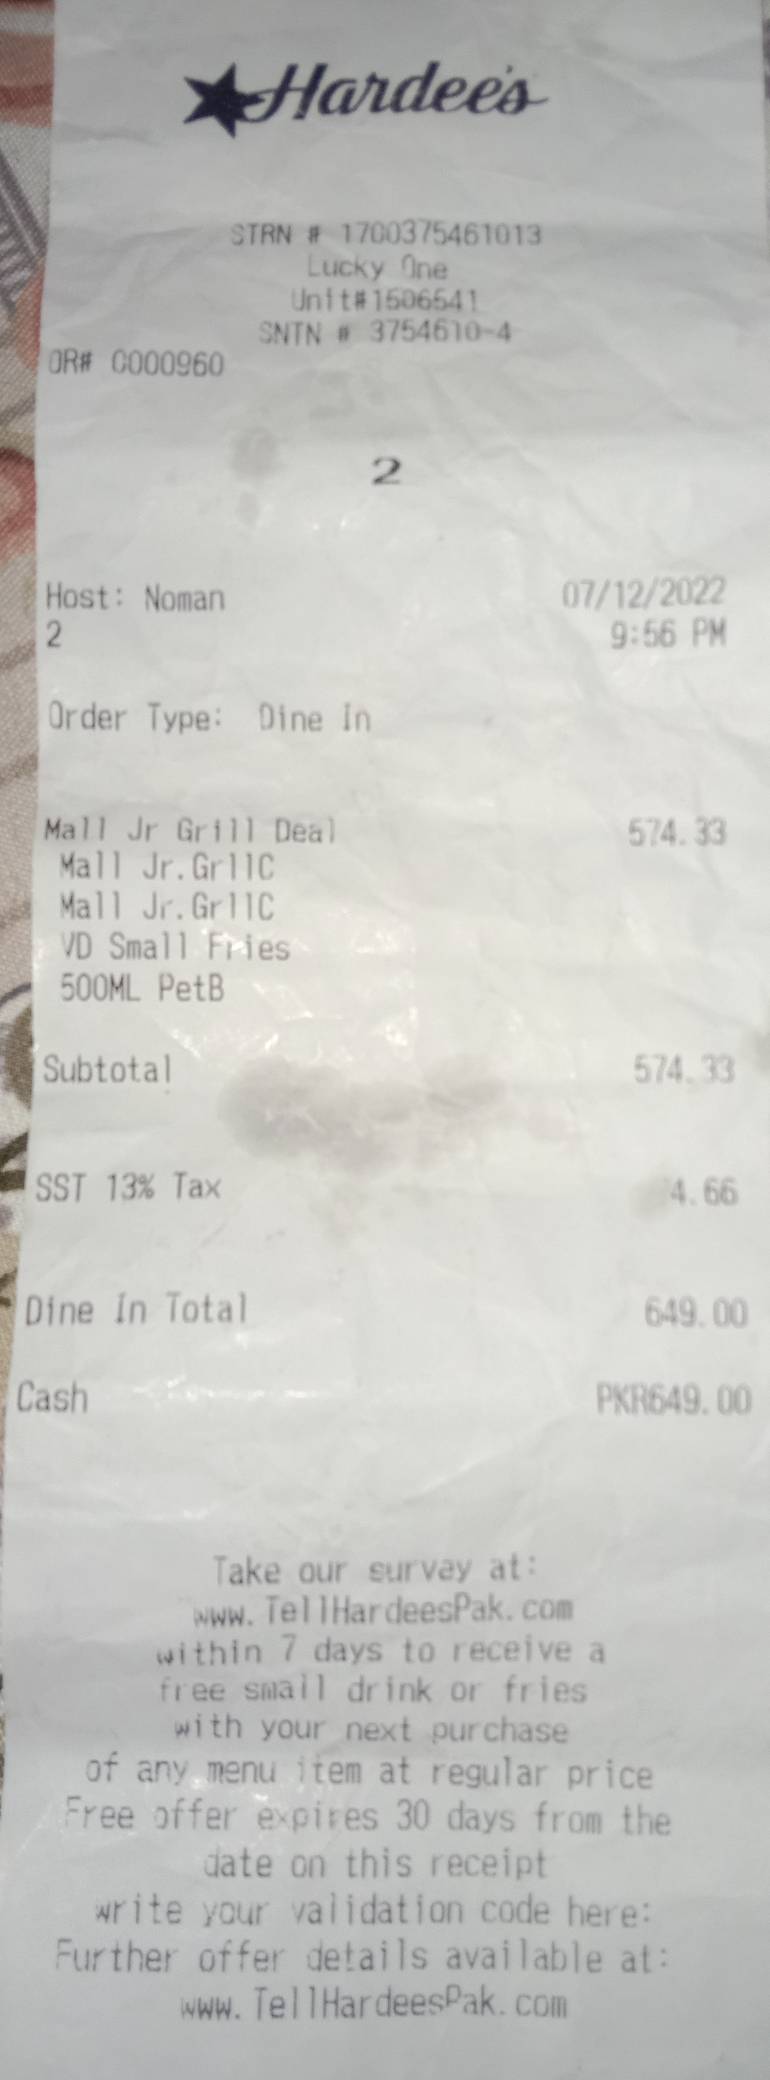 Hardee's
STRN # 1700375461013
Lucky One
Unit#1506541
SNTN # 3754610-4
OR# 0000960
2
Host: Noman 07/12/2022
2 9:56 PM
Order Type: Dine In
Mall Jr Grill Deal 574.33
Mall Jr.GrllC
Mall Jr.GrllC
VD Small Fries
500ML PetB
Subtotal 574.33
SST 13% Tax 4.66
Dine In Total 649.00
Cash PKR649.00
Take our survey at:
www.TellHardeesPak.com
within 7 days to receive a
free small drink or fries
with your next purchase
of any menu item at regular price
Free offer expires 30 days from the
date on this receipt
write your validation code here:
Further offer details available at:
www.TellHardeesPak.com